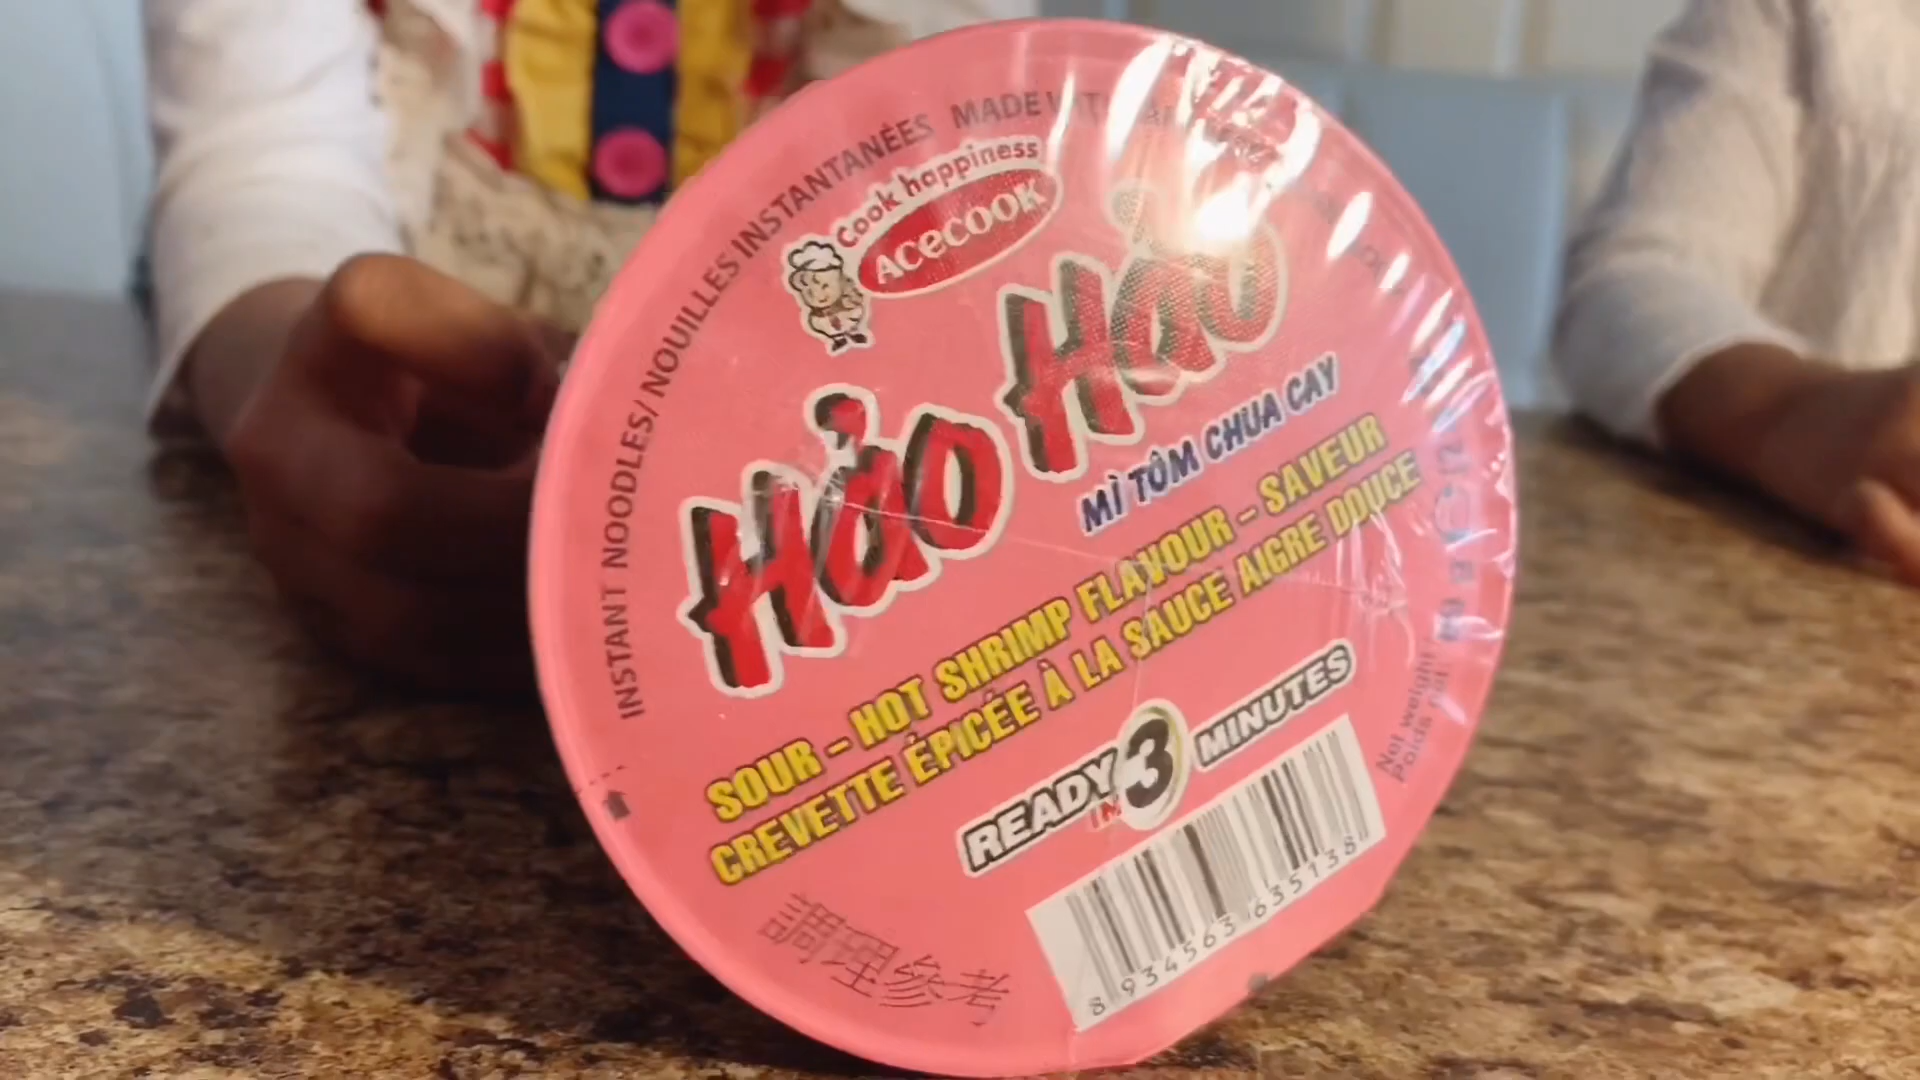 INSTANT NOODLES/ NOUILLES INSTANTANÉES MADE
Cook happiness
ACECOOK
Hảo Hảo
MÌ TÔM CHUA CAY
SOUR – HOT SHRIMP FLAVOUR – SAVEUR
CREVETTE ÉPICÉE À LA SAUCE AIGRE DOUCE
READY IN 3 MINUTES
Net weight
Poids
調理參考
8 934563 635138